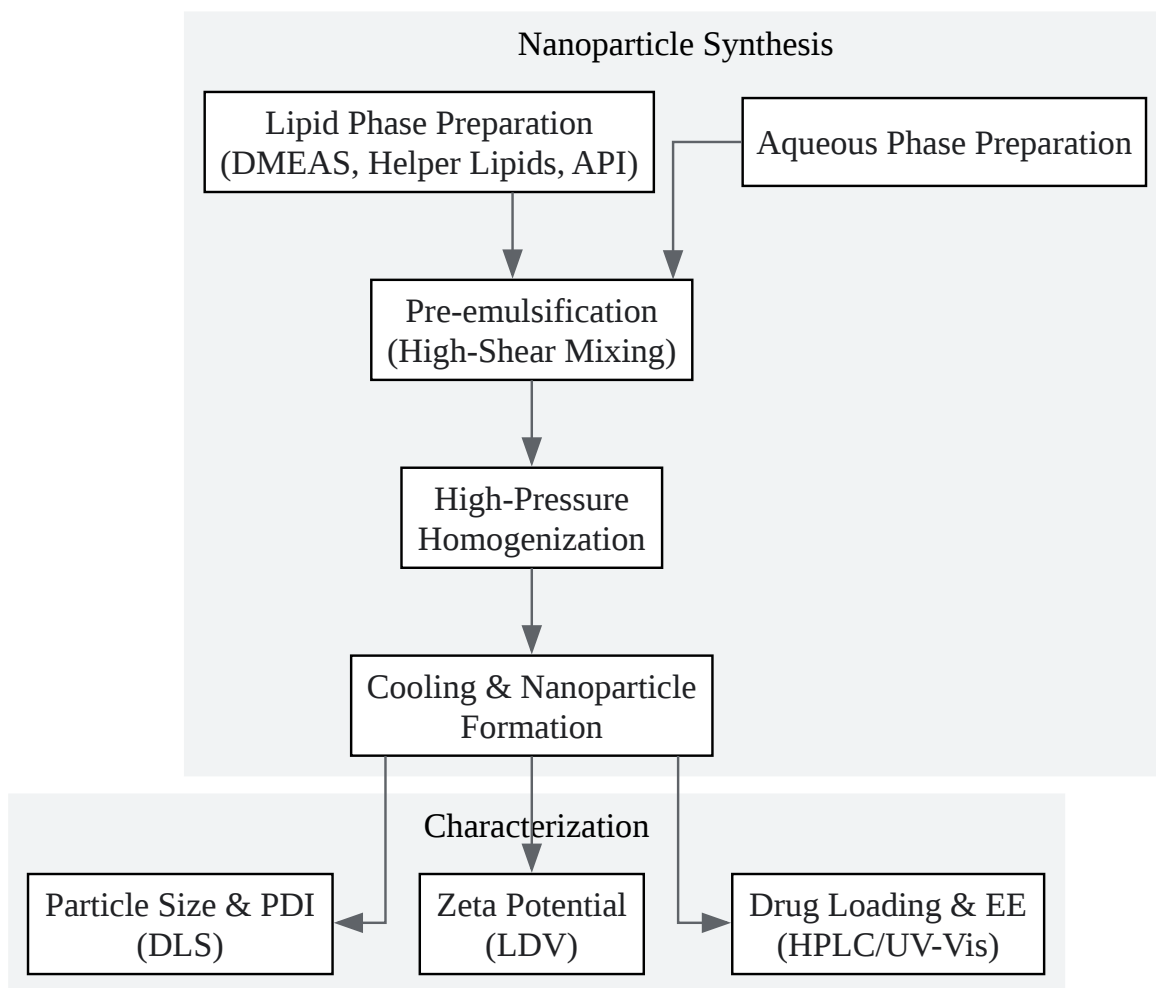 Nanoparticle Synthesis
Lipid Phase Preparation
(DMEAS, Helper Lipids, API)
Aqueous Phase Preparation
Pre-emulsification
(High-Shear Mixing)
High-Pressure
Homogenization
Cooling & Nanoparticle
Formation
Characterization
Particle Size & PDI
(DLS)
Zeta Potential
(LDV)
Drug Loading & EE
(HPLC/UV-Vis)